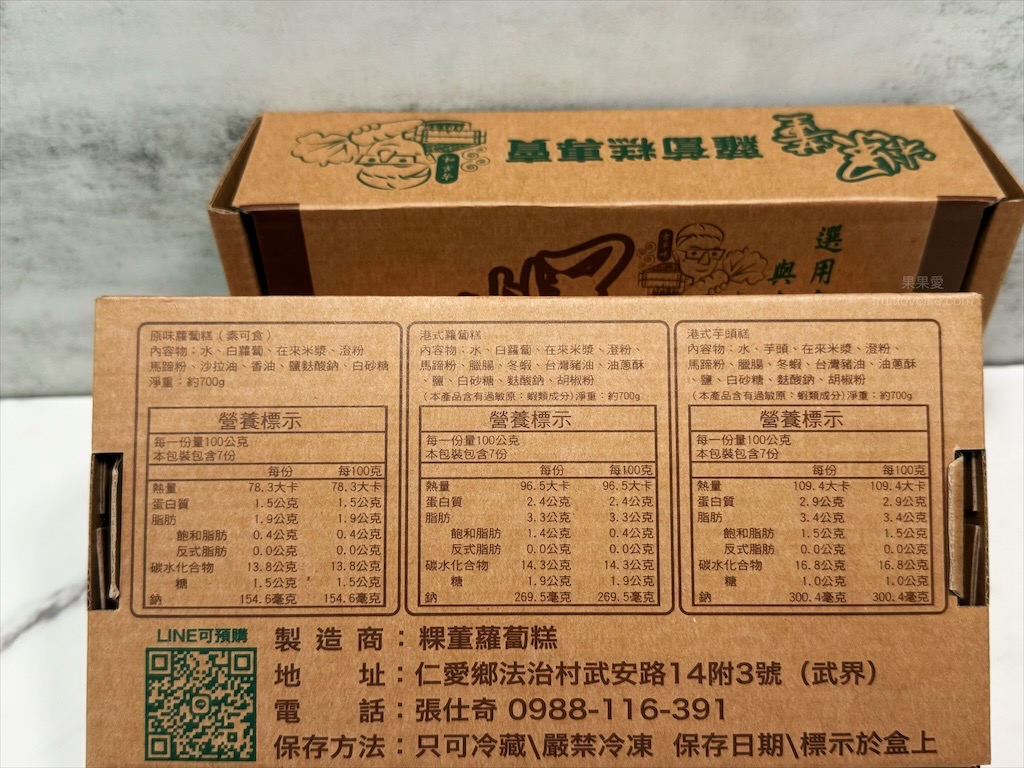 蘿蔔糕專賣
選用
與
果果愛
原味蘿蔔糕（素可食）
內容物：水、白蘿蔔、在來米漿、澄粉
馬蹄粉、沙拉油、香油、鹽麩酸鈉、白砂糖
淨重：約700g
營養標示
每一份量100公克
本包裝包含7份
每份 每100克
熱量 78.3大卡 78.3大卡
蛋白質 1.5公克 1.5公克
脂肪 1.9公克 1.9公克
飽和脂肪 0.4公克 0.4公克
反式脂肪 0.0公克 0.0公克
碳水化合物 13.8公克 13.8公克
糖 1.5公克 1.5公克
鈉 154.6毫克 154.6毫克
港式蘿蔔糕
內容物：水、白蘿蔔、在來米漿、澄粉、
馬蹄粉、臘腸、冬蝦、台灣豬油、油蔥酥
、鹽、白砂糖、麩酸鈉、胡椒粉
（本產品含有過敏原：蝦類成分）淨重：約700g
營養標示
每一份量100公克
本包裝包含7份
每份 每100克
熱量 96.5大卡 96.5大卡
蛋白質 2.4公克 2.4公克
脂肪 3.3公克 3.3公克
飽和脂肪 1.4公克 0.4公克
反式脂肪 0.0公克 0.0公克
碳水化合物 14.3公克 14.3公克
糖 1.9公克 1.9公克
鈉 269.5毫克 269.5毫克
港式芋頭糕
內容物：水、芋頭、在來米漿、澄粉、
馬蹄粉、臘腸、冬蝦、台灣豬油、油蔥酥
、鹽、白砂糖、麩酸鈉、胡椒粉
（本產品含有過敏原：蝦類成分）淨重：約700g
營養標示
每一份量100公克
本包裝包含7份
每份 每100克
熱量 109.4大卡 109.4大卡
蛋白質 2.9公克 2.9公克
脂肪 3.4公克 3.4公克
飽和脂肪 1.5公克 1.5公克
反式脂肪 0.0公克 0.0公克
碳水化合物 16.8公克 16.8公克
糖 1.0公克 1.0公克
鈉 300.4毫克 300.4毫克
LINE可預購
製造商：粿董蘿蔔糕
地址：仁愛鄉法治村武安路14附3號（武界）
電話：張仕奇 0988-116-391
保存方法：只可冷藏\嚴禁冷凍 保存日期\標示於盒上